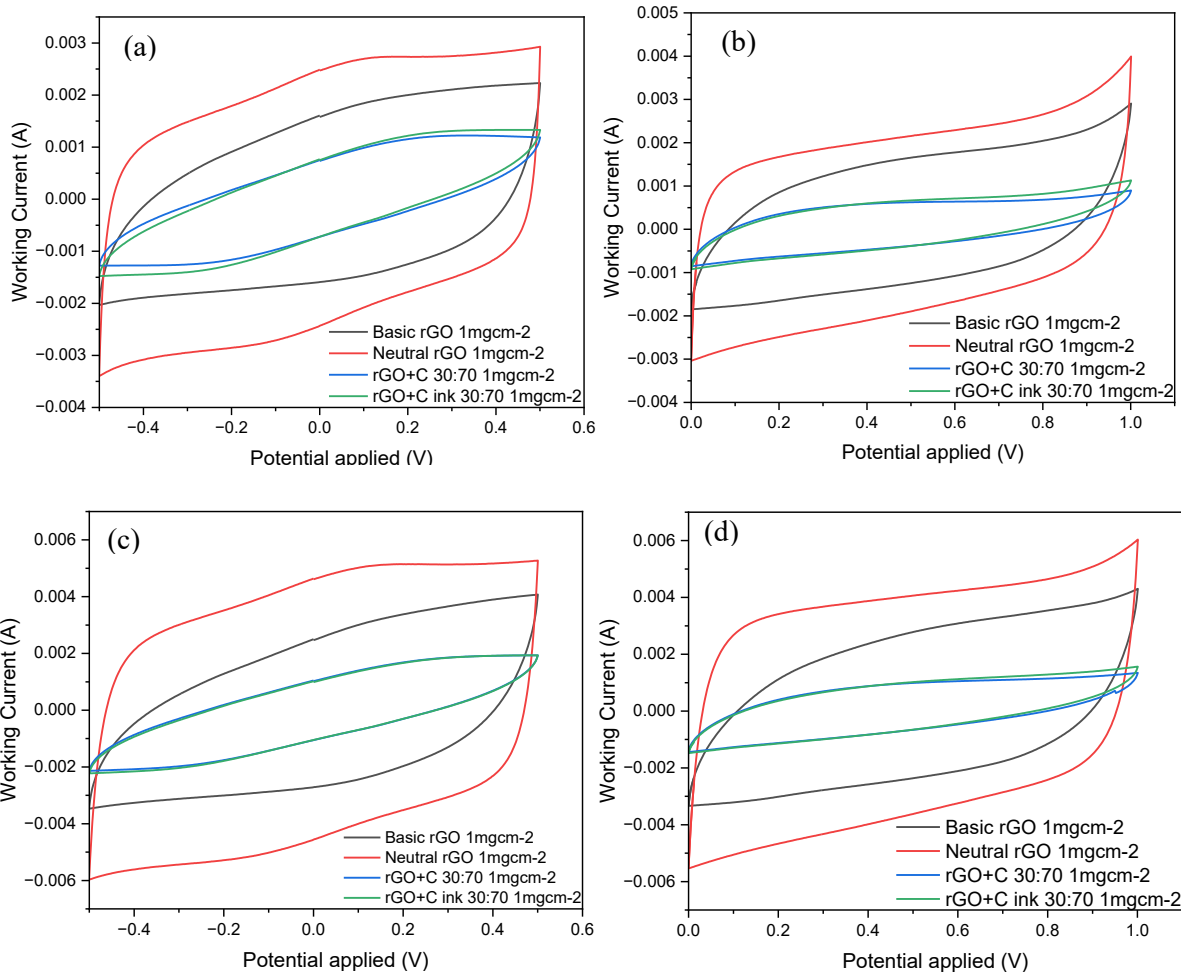 (a)
0.003
0.002
0.001
0.000
−0.001
−0.002
−0.003
−0.004
Working Current (A)
Basic rGO 1mgcm-2
Neutral rGO 1mgcm-2
rGO+C 30:70 1mgcm-2
rGO+C ink 30:70 1mgcm-2
−0.4 −0.2 0.0 0.2 0.4 0.6
Potential applied (V)
(b)
0.005
0.004
0.003
0.002
0.001
0.000
−0.001
−0.002
−0.003
−0.004
Working Current (A)
Basic rGO 1mgcm-2
Neutral rGO 1mgcm-2
rGO+C 30:70 1mgcm-2
rGO+C ink 30:70 1mgcm-2
0.0 0.2 0.4 0.6 0.8 1.0
Potential applied (V)
(c)
0.006
0.004
0.002
0.000
−0.002
−0.004
−0.006
Working Current (A)
Basic rGO 1mgcm-2
Neutral rGO 1mgcm-2
rGO+C 30:70 1mgcm-2
rGO+C ink 30:70 1mgcm-2
−0.4 −0.2 0.0 0.2 0.4 0.6
Potential applied (V)
(d)
0.006
0.004
0.002
0.000
−0.002
−0.004
−0.006
Working Current (A)
Basic rGO 1mgcm-2
Neutral rGO 1mgcm-2
rGO+C 30:70 1mgcm-2
rGO+C ink 30:70 1mgcm-2
0.0 0.2 0.4 0.6 0.8 1.0
Potential applied (V)